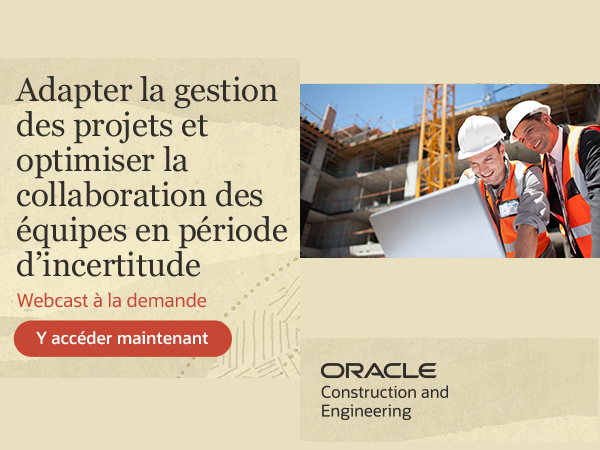 Adapter la gestion
des projets et
optimiser la
collaboration des
équipes en période
d’incertitude
Webcast à la demande
Y accéder maintenant
ORACLE
Construction and
Engineering